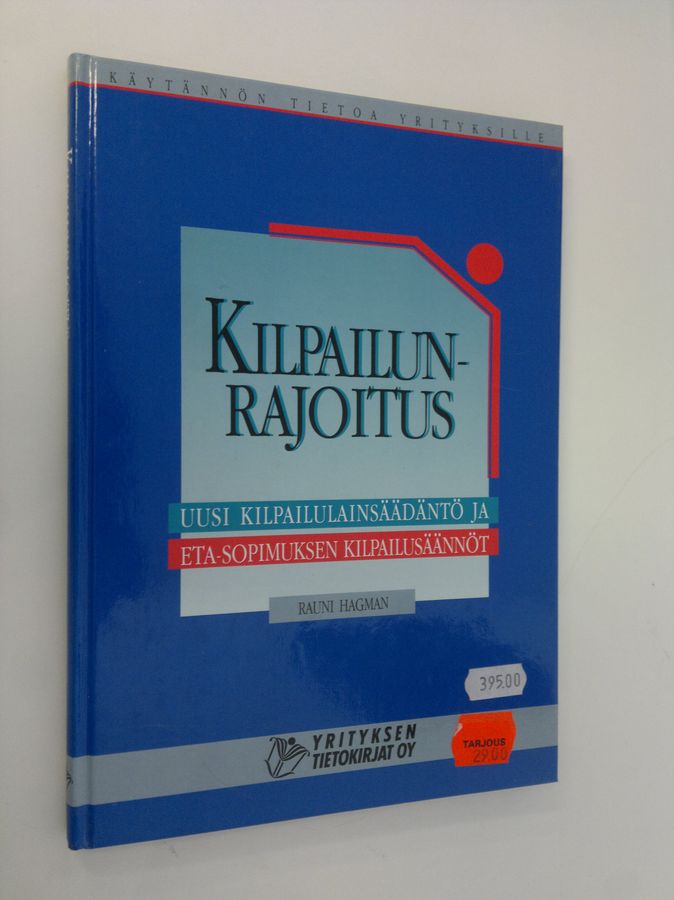 KÄYTÄNNÖN TIETOA YRITYKSILLE
KILPAILUN-
RAJOITUS
UUSI KILPAILULAINSÄÄDÄNTÖ JA
ETA-SOPIMUKSEN KILPAILUSÄÄNNÖT
RAUNI HAGMAN
395.00
YRITYKSEN
TIETOKIRJAT OY
TARJOUS
29.00